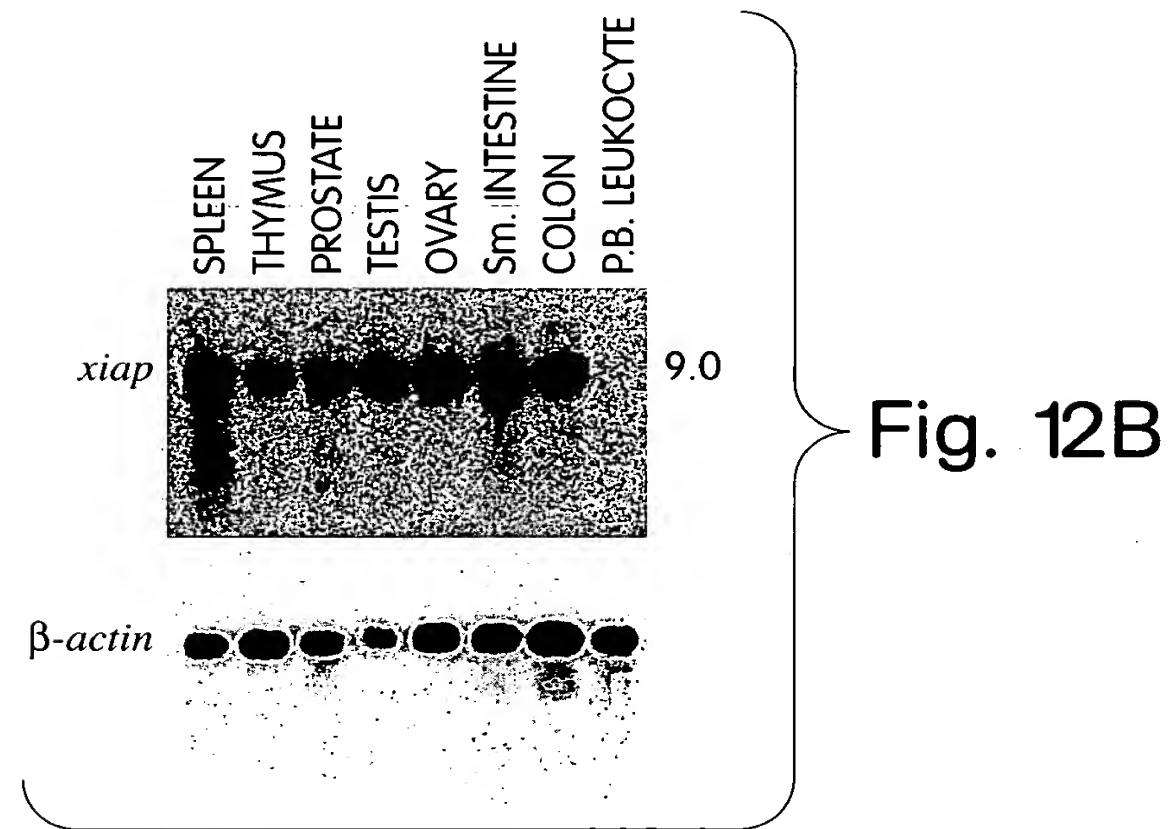 SPLEEN
THYMUS
PROSTATE
TESTIS
OVARY
Sm. INTESTINE
COLON
P.B. LEUKOCYTE
xiap
9.0
Fig. 12B
β-actin